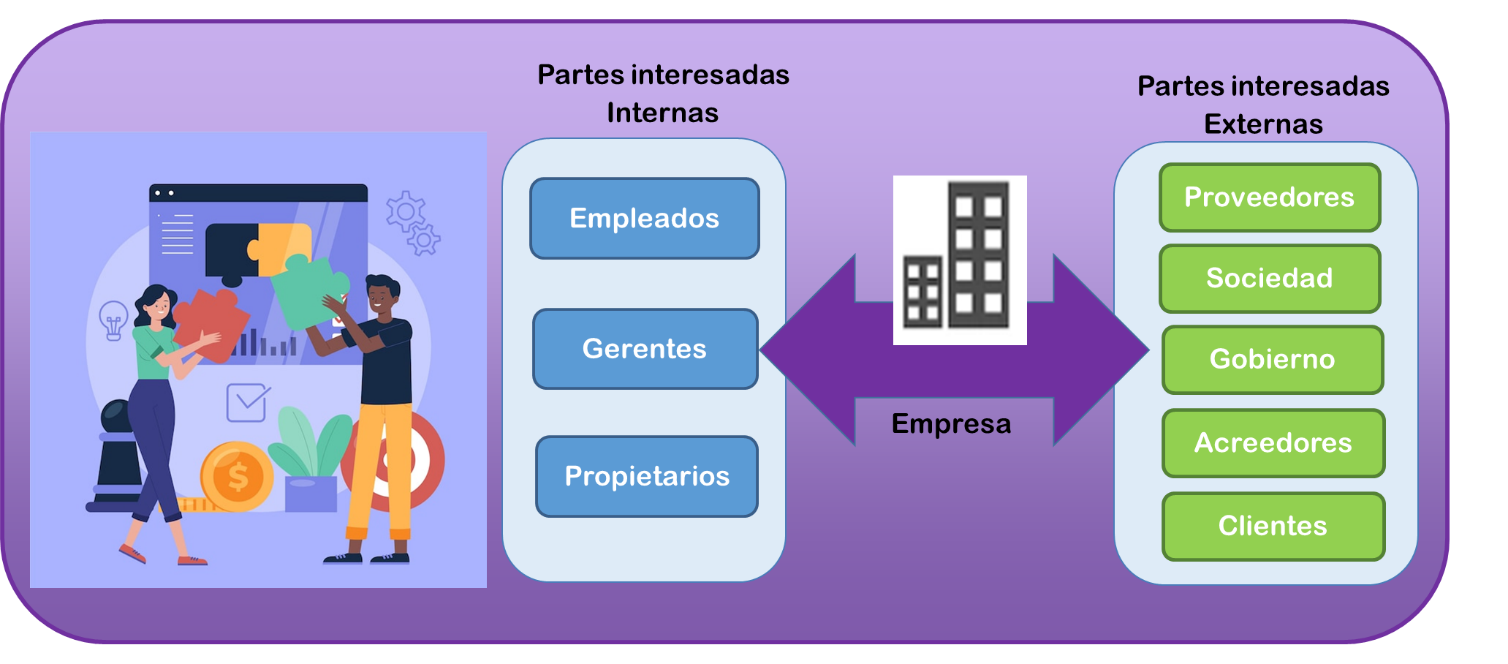 Partes interesadas
Internas
Empleados
Gerentes
Propietarios
Empresa
Partes interesadas
Externas
Proveedores
Sociedad
Gobierno
Acreedores
Clientes
$